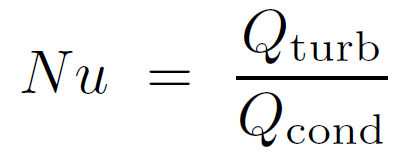 Nu = Q_turb / Q_cond